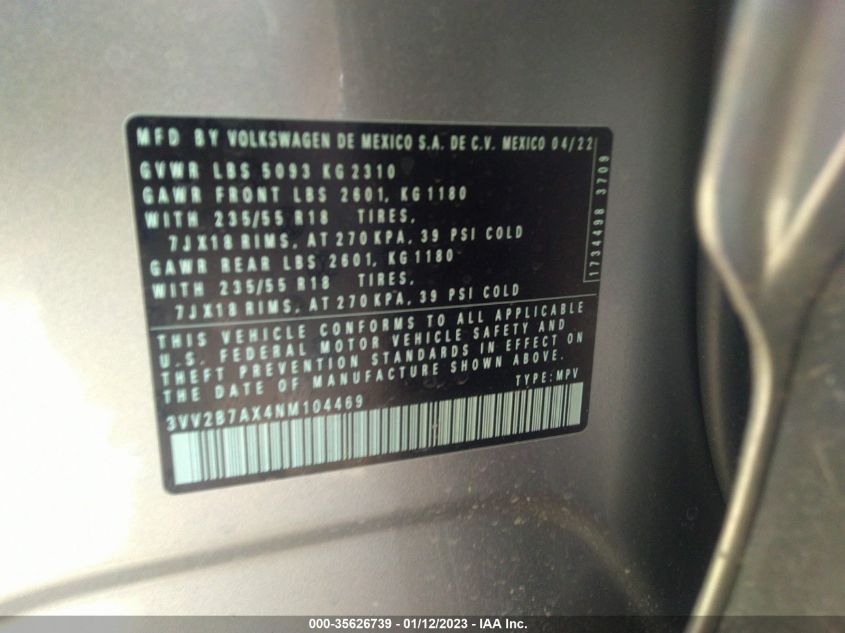 MFD BY VOLKSWAGEN DE MEXICO S.A. DE C.V. MEXICO 04/22
GVWR LBS 5093 KG 2310
GAWR FRONT LBS 2601, KG 1180
WITH 235/55 R18 TIRES,
7JX18 RIMS, AT 270 KPA, 39 PSI COLD
GAWR REAR LBS 2601, KG 1180
WITH 235/55 R18 TIRES,
7JX18 RIMS, AT 270 KPA, 39 PSI COLD
1734498 3709
THIS VEHICLE CONFORMS TO ALL APPLICABLE
U.S. FEDERAL MOTOR VEHICLE SAFETY AND
THEFT PREVENTION STANDARDS IN EFFECT ON
THE DATE OF MANUFACTURE SHOWN ABOVE.
TYPE: MPV
3VV2B7AX4NM104469
000-35626739 - 01/12/2023 - IAA Inc.